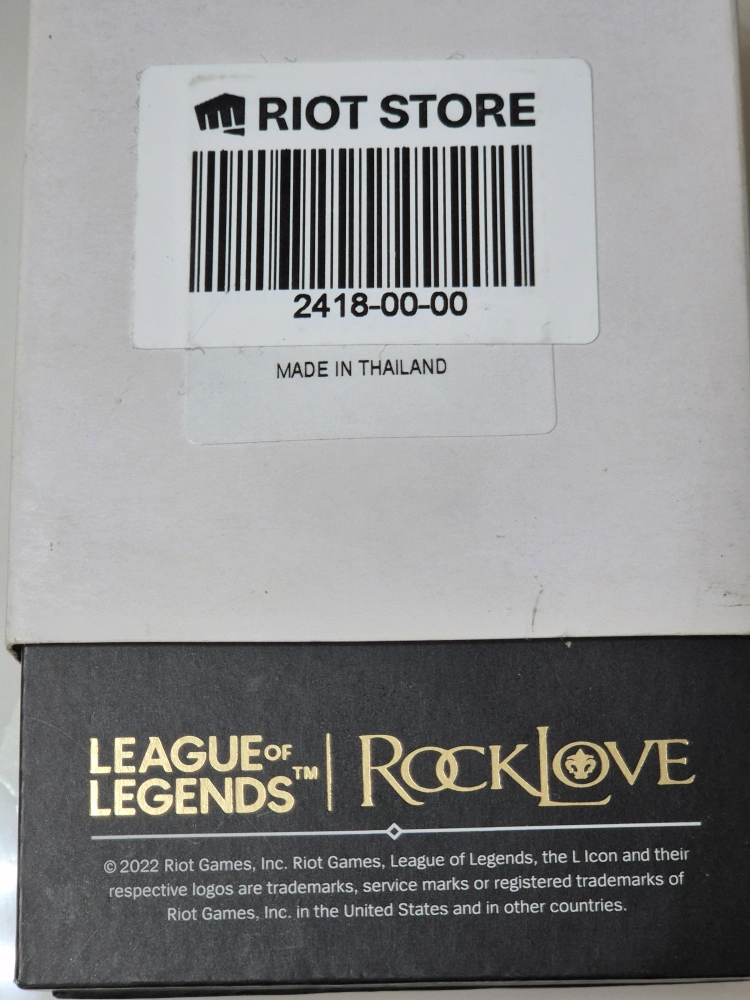 RIOT STORE
2418-00-00
MADE IN THAILAND
LEAGUE OF
LEGENDS™
ROCKLOVE
© 2022 Riot Games, Inc. Riot Games, League of Legends, the L Icon and their
respective logos are trademarks, service marks or registered trademarks of
Riot Games, Inc. in the United States and in other countries.